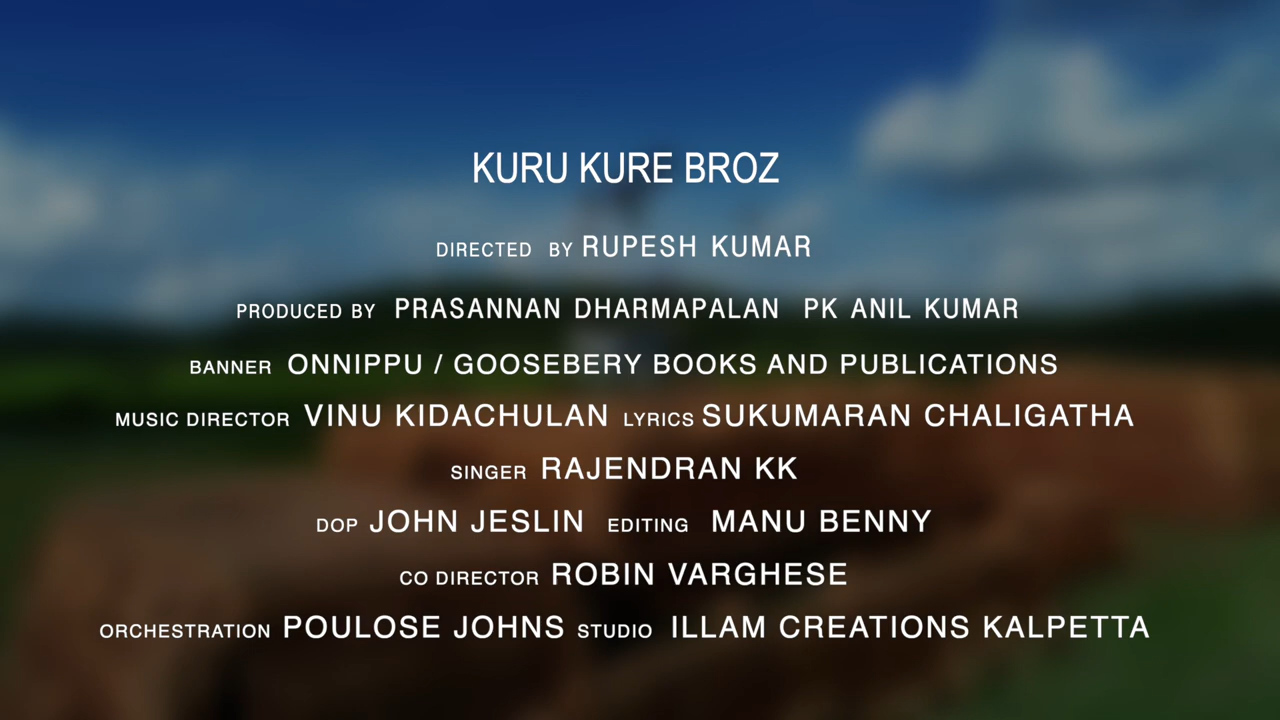 KURU KURE BROZ
DIRECTED BY RUPESH KUMAR
PRODUCED BY PRASANNAN DHARMAPALAN PK ANIL KUMAR
BANNER ONNIPPU / GOOSEBERY BOOKS AND PUBLICATIONS
MUSIC DIRECTOR VINU KIDACHULAN LYRICS SUKUMARAN CHALIGATHA
SINGER RAJENDRAN KK
DOP JOHN JESLIN EDITING MANU BENNY
CO DIRECTOR ROBIN VARGHESE
ORCHESTRATION POULOSE JOHNS STUDIO ILLAM CREATIONS KALPETTA